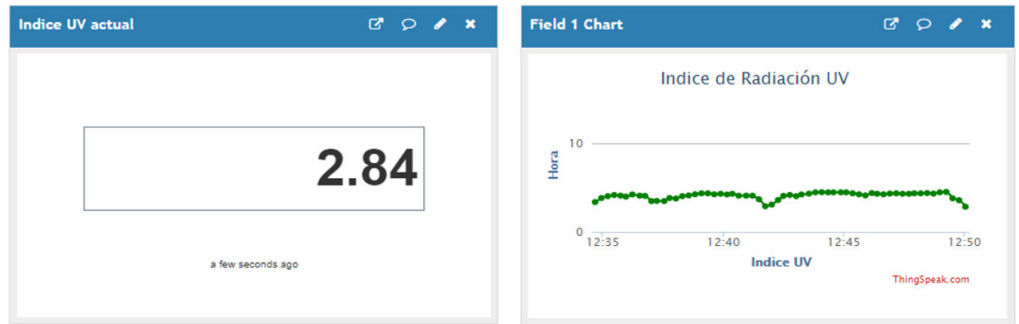 Indice UV actual
2.84
a few seconds ago
Field 1 Chart
Indice de Radiación UV
Hora
10
0
12:35 12:40 12:45 12:50
Indice UV
ThingSpeak.com